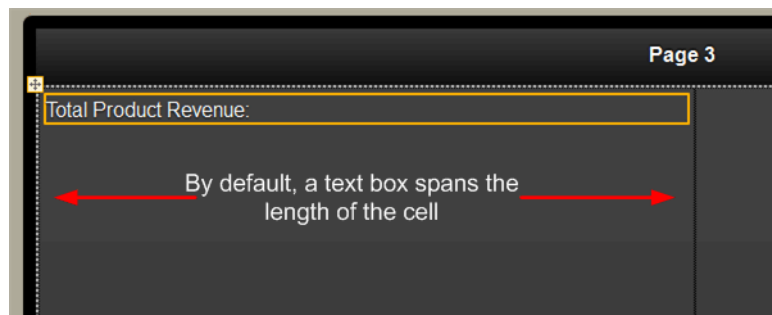 Page 3
Total Product Revenue:
By default, a text box spans the
length of the cell